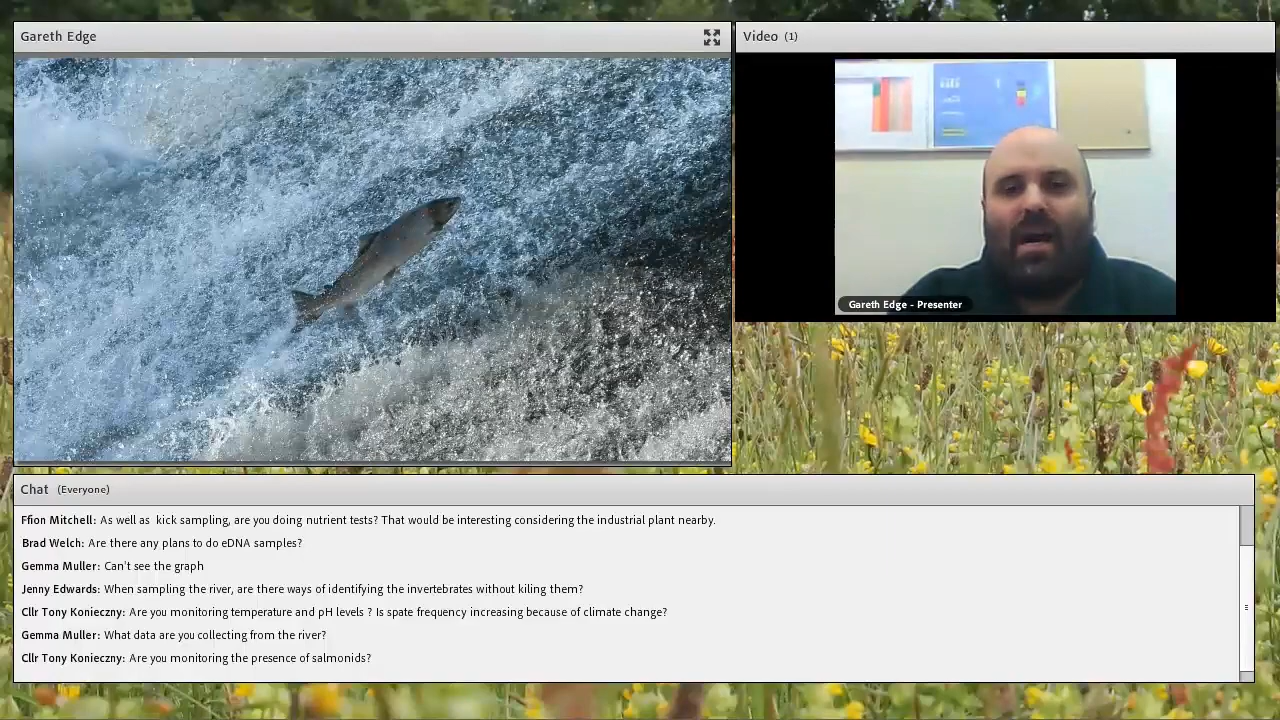 Gareth Edge
Video (1)
Gareth Edge - Presenter
Chat (Everyone)
Ffion Mitchell: As well as kick sampling, are you doing nutrient tests? That would be interesting considering the industrial plant nearby.
Brad Welch: Are there any plans to do eDNA samples?
Gemma Muller: Can't see the graph
Jenny Edwards: When sampling the river, are there ways of identifying the invertebrates without kiling them?
Cllr Tony Konieczny: Are you monitoring temperature and pH levels ? Is spate frequency increasing because of climate change?
Gemma Muller: What data are you collecting from the river?
Cllr Tony Konieczny: Are you monitoring the presence of salmonids?